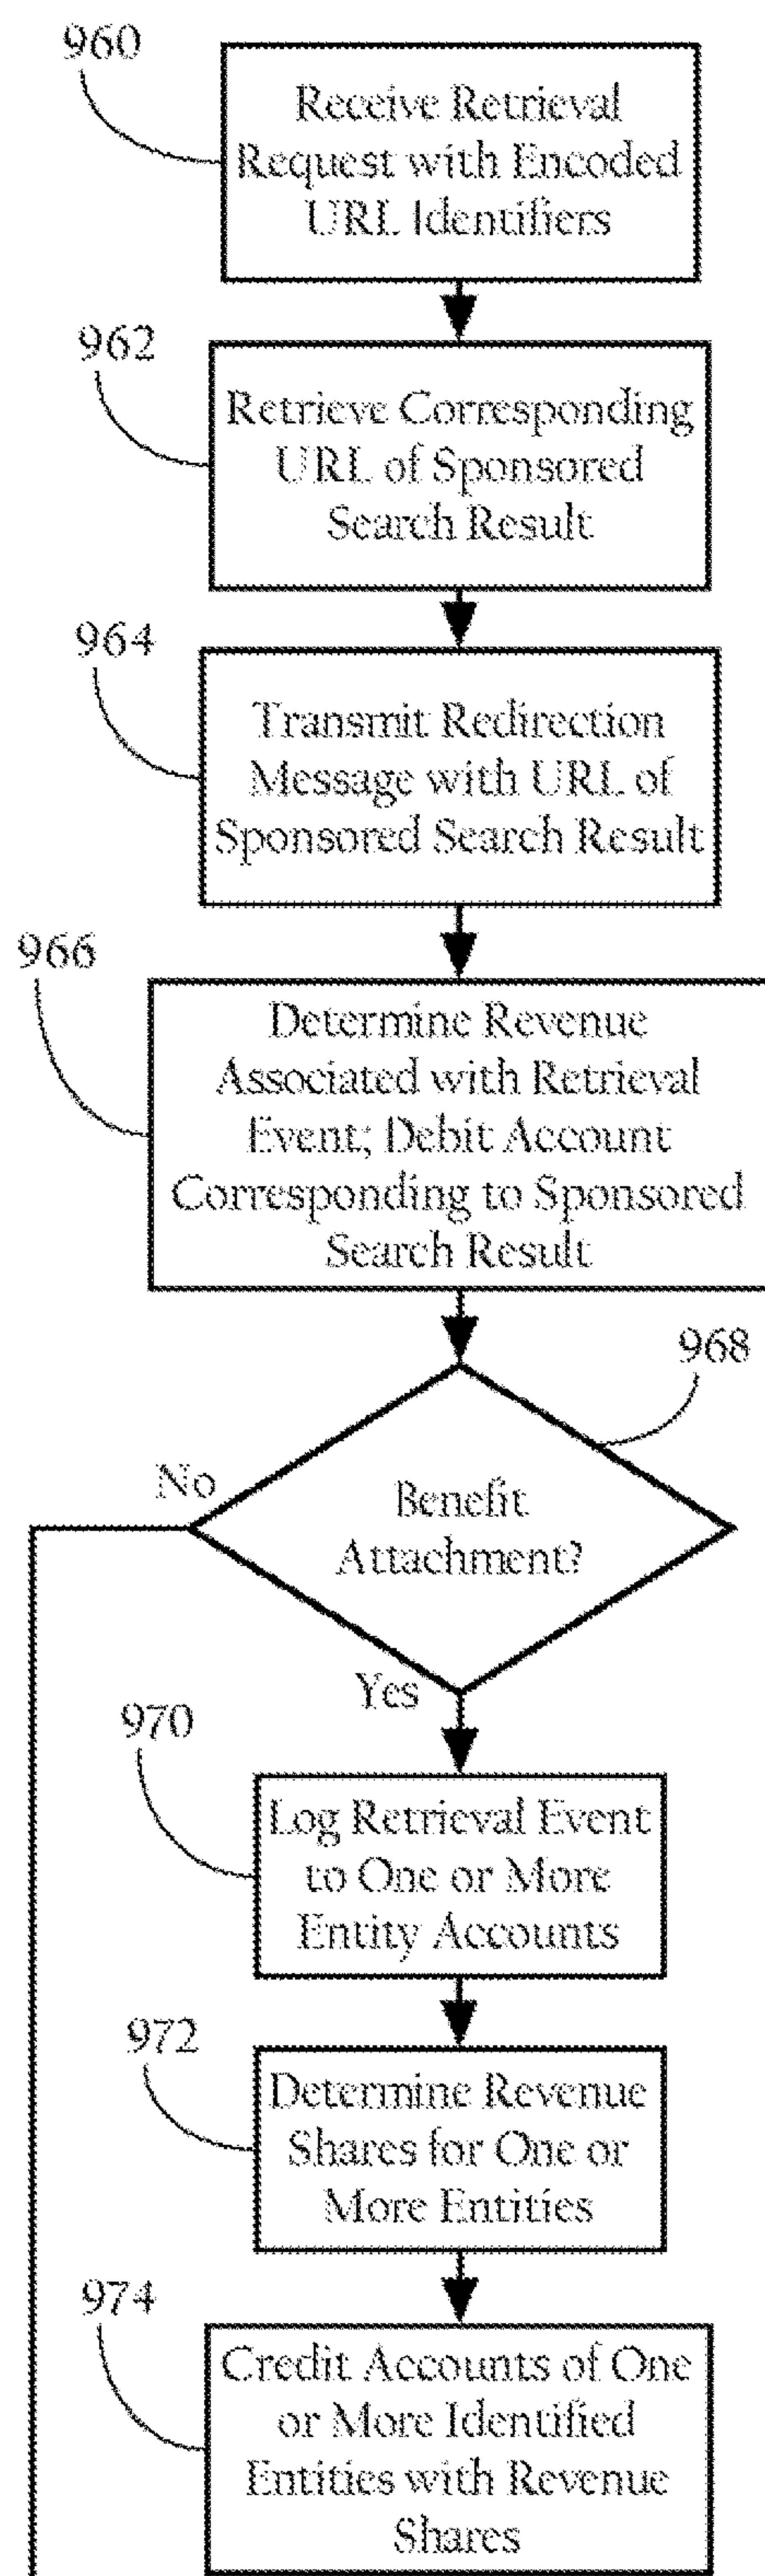 960
Receive Retrieval
Request with Encoded
URL Identifiers
962
Retrieve Corresponding
URL of Sponsored
Search Result
964
Transmit Redirection
Message with URL of
Sponsored Search Result
966
Determine Revenue
Associated with Retrieval
Event; Debit Account
Corresponding to Sponsored
Search Result
968
No
Benefit
Attachment?
Yes
970
Log Retrieval Event
to One or More
Entity Accounts
972
Determine Revenue
Shares for One or
More Entities
974
Credit Accounts of One
or More Identified
Entities with Revenue
Shares